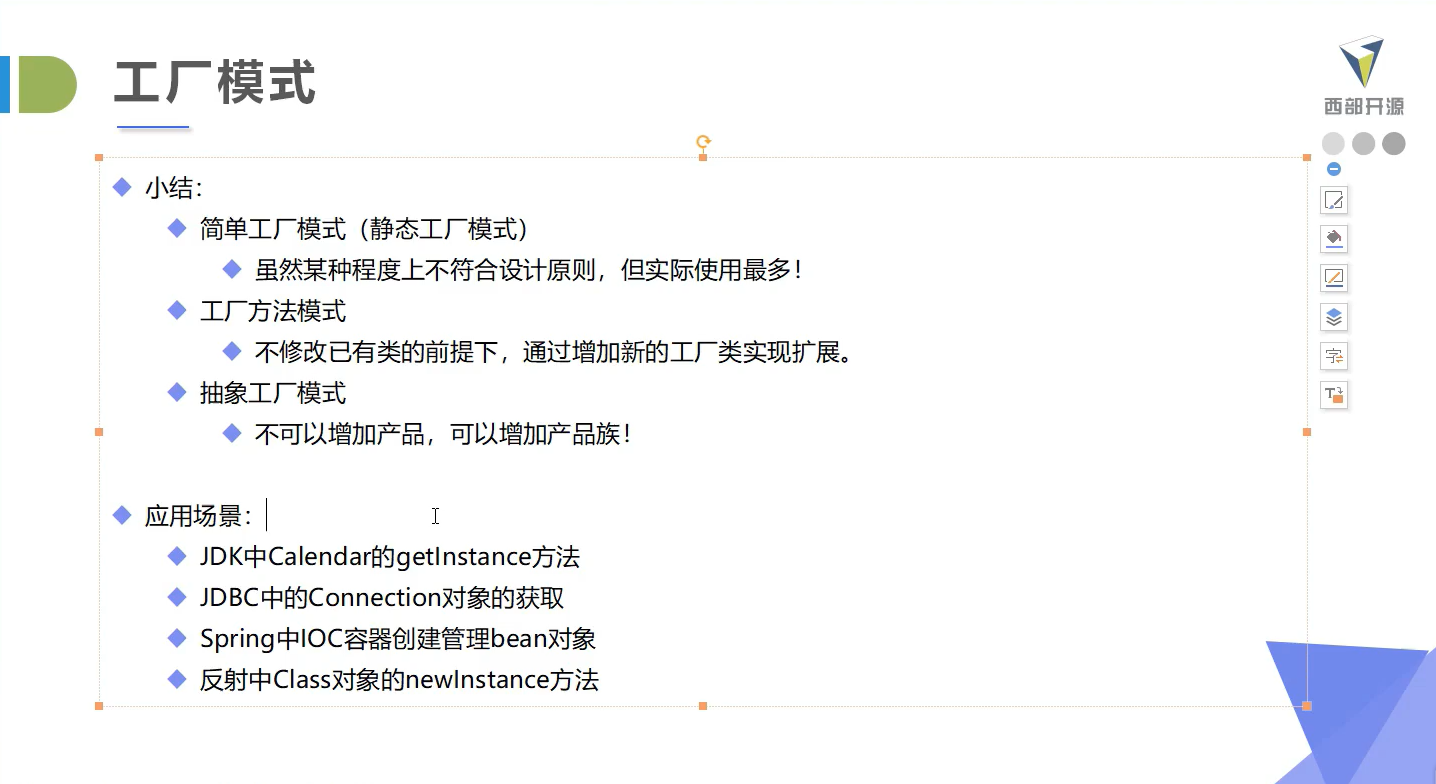 工厂模式
西部开源
小结：
简单工厂模式（静态工厂模式）
虽然某种程度上不符合设计原则，但实际使用最多！
工厂方法模式
不修改已有类的前提下，通过增加新的工厂类实现扩展。
抽象工厂模式
不可以增加产品，可以增加产品族！
应用场景：
JDK中Calendar的getInstance方法
JDBC中的Connection对象的获取
Spring中IOC容器创建管理bean对象
反射中Class对象的newInstance方法